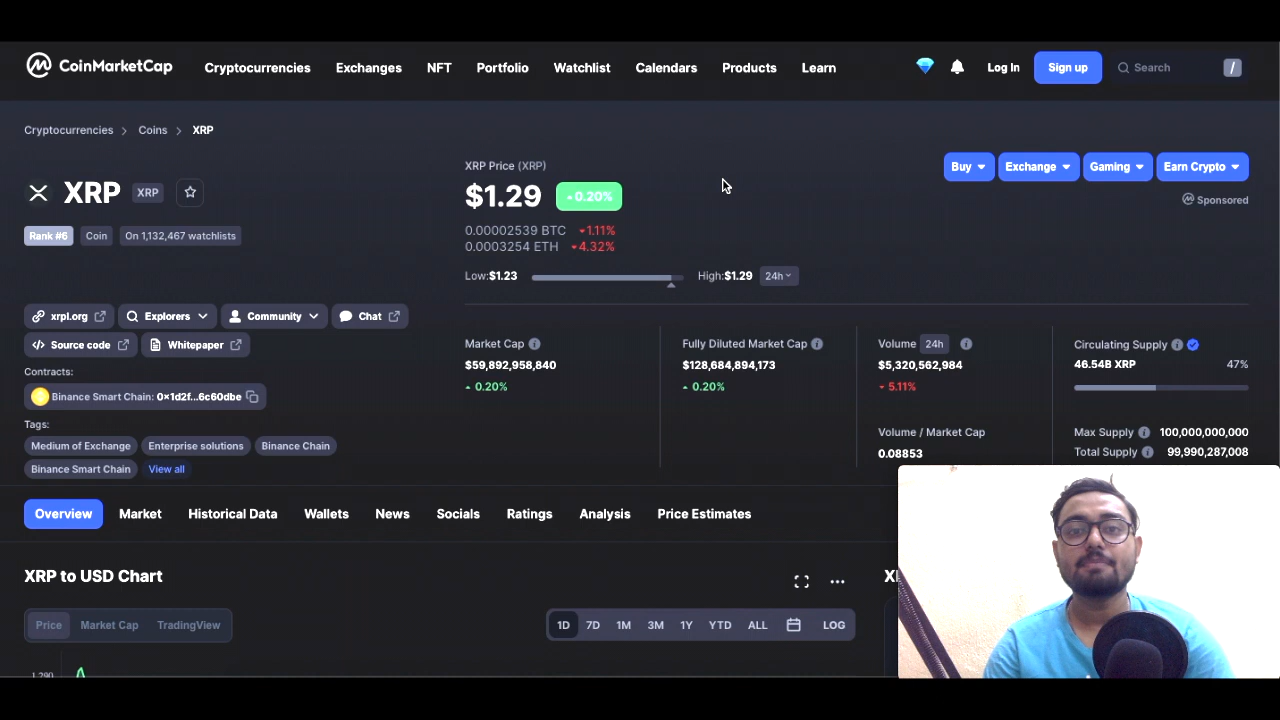 CoinMarketCap Cryptocurrencies Exchanges NFT Portfolio Watchlist Calendars Products Learn Log In Sign up Search /
Cryptocurrencies > Coins > XRP
XRP XRP
Rank #6 Coin On 1,132,467 watchlists
xrpl.org Explorers Community Chat
Source code Whitepaper
Contracts:
Binance Smart Chain: 0x1d2f...6c60dbe
Tags:
Medium of Exchange Enterprise solutions Binance Chain
Binance Smart Chain View all
XRP Price (XRP)
$1.29 0.20%
0.00002539 BTC 1.11%
0.0003254 ETH 4.32%
Low:$1.23 High:$1.29 24h
Buy Exchange Gaming Earn Crypto
Sponsored
Market Cap
$59,892,958,840
0.20%
Fully Diluted Market Cap
$128,684,894,173
0.20%
Volume 24h
$5,320,562,984
5.11%
Volume / Market Cap
0.08853
Circulating Supply
46.54B XRP 47%
Max Supply 100,000,000,000
Total Supply 99,990,287,008
Overview Market Historical Data Wallets News Socials Ratings Analysis Price Estimates
XRP to USD Chart
Price Market Cap TradingView
1D 7D 1M 3M 1Y YTD ALL LOG
1.290